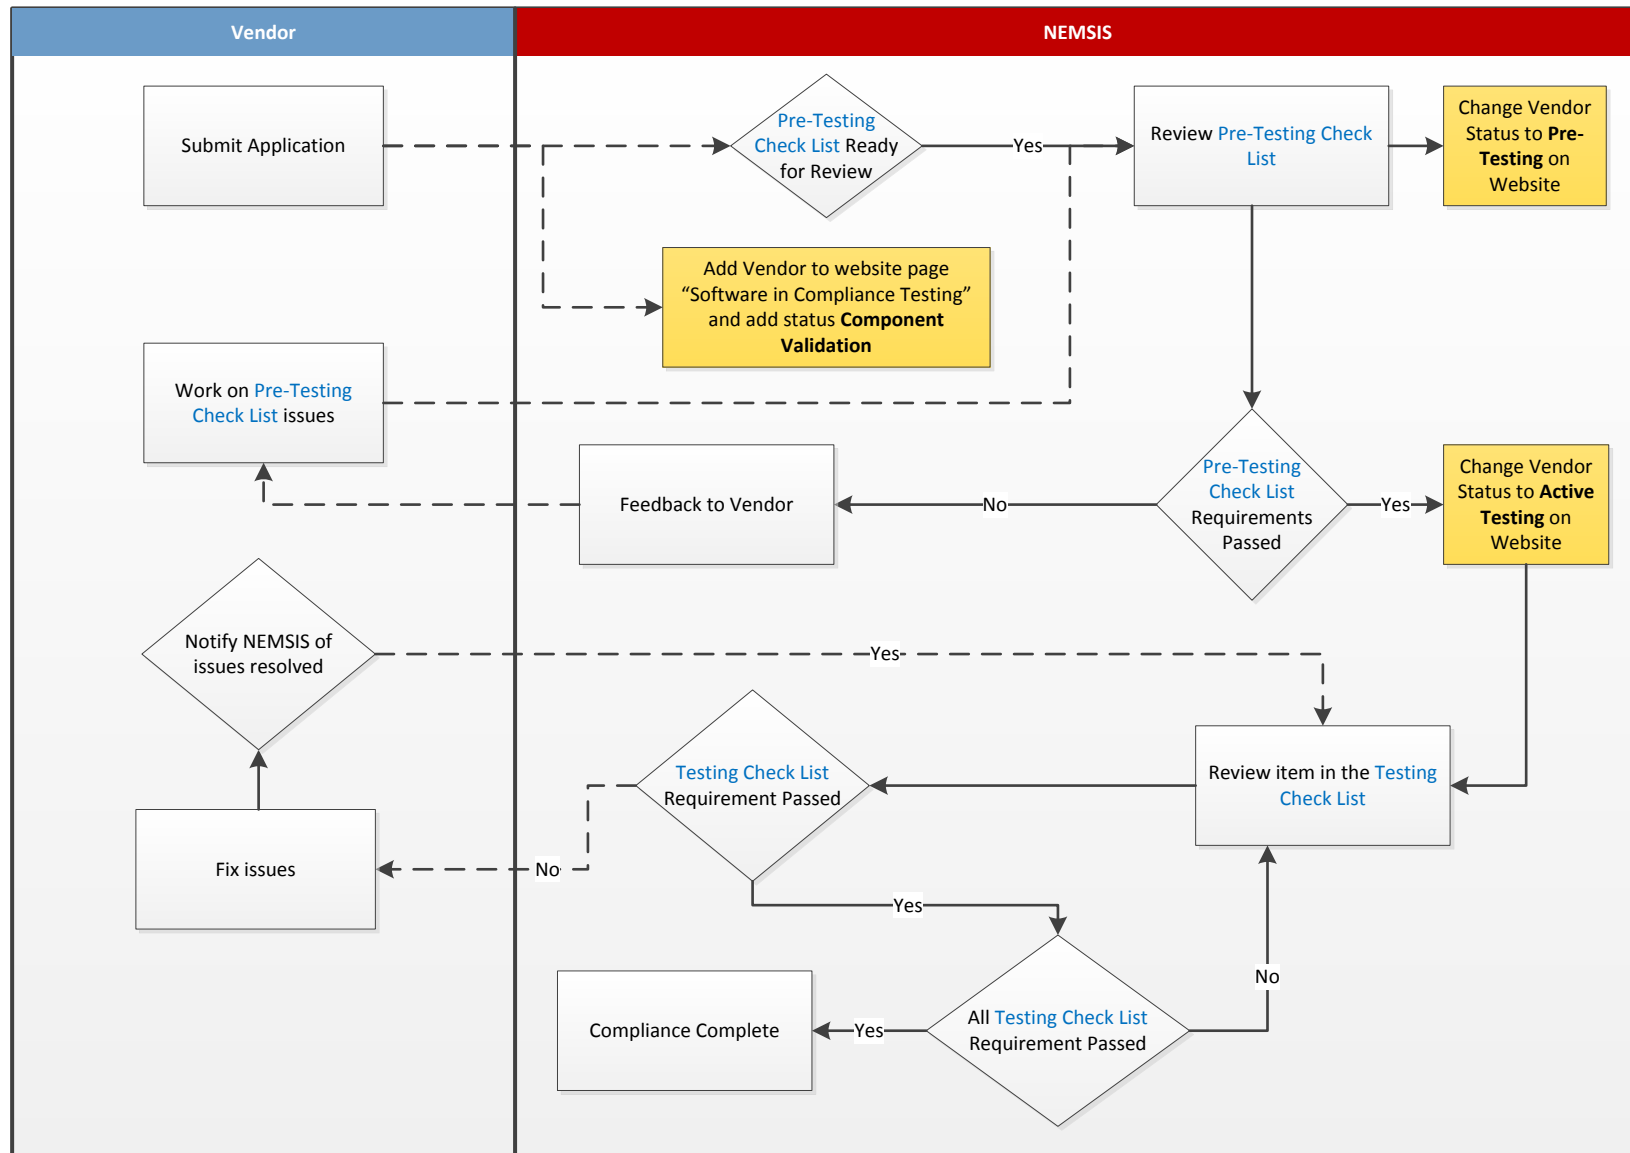 Vendor
NEMSIS
Submit Application
Pre-Testing
Check List Ready
for Review
Yes
Review Pre-Testing Check
List
Change Vendor
Status to Pre-
Testing on
Website
Add Vendor to website page
“Software in Compliance Testing”
and add status Component
Validation
Work on Pre-Testing
Check List issues
Feedback to Vendor
No
Pre-Testing
Check List
Requirements
Passed
Yes
Change Vendor
Status to Active
Testing on
Website
Notify NEMSIS of
issues resolved
Yes
Testing Check List
Requirement Passed
Review item in the Testing
Check List
Fix issues
No
Yes
No
Compliance Complete
Yes
All Testing Check List
Requirement Passed